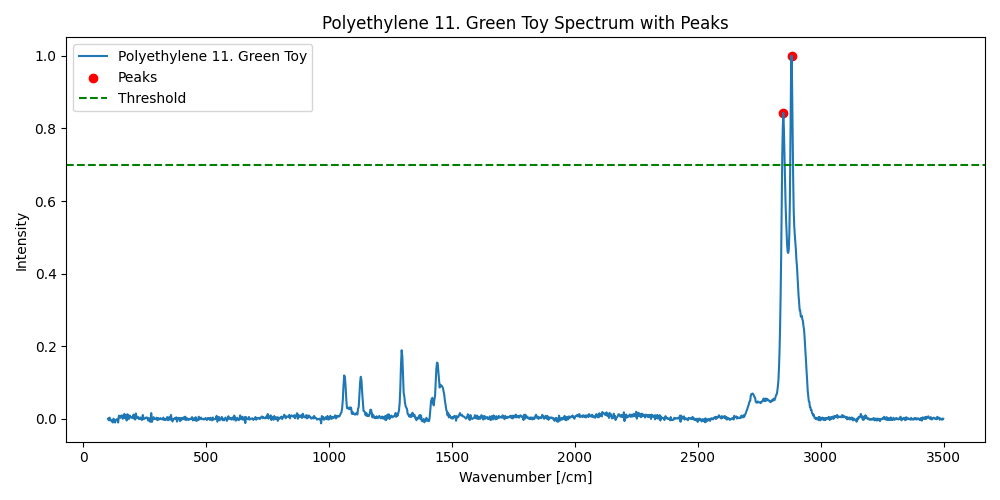 Polyethylene 11. Green Toy Spectrum with Peaks
Polyethylene 11. Green Toy
Peaks
Threshold
Intensity
1.0
0.8
0.6
0.4
0.2
0.0
0 500 1000 1500 2000 2500 3000 3500
Wavenumber [/cm]